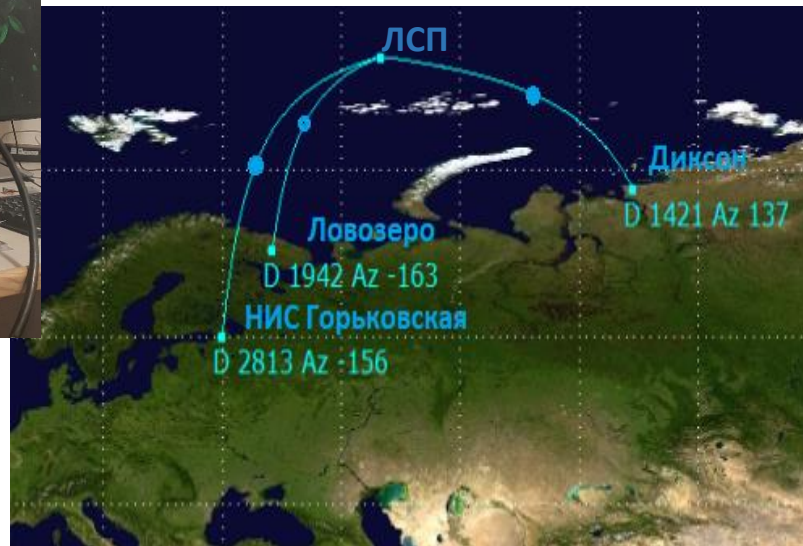 ЛСП
Диксон
D 1421 Az 137
Ловозеро
D 1942 Az -163
НИС Горьковская
D 2813 Az -156